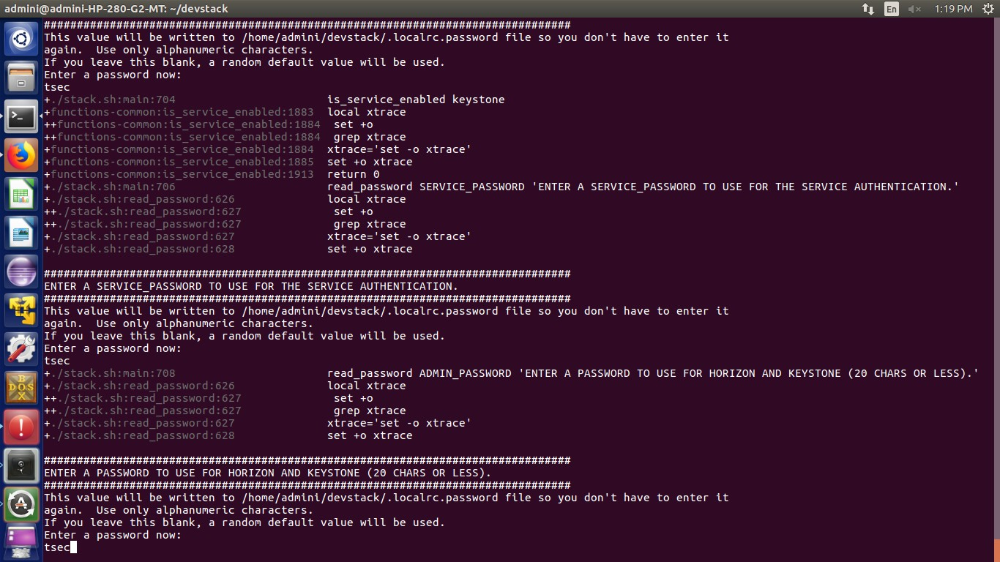 admini@admini-HP-280-G2-MT: ~/devstack
En
1:19 PM
################################################################################
This value will be written to /home/admini/devstack/.localrc.password file so you don't have to enter it
again.  Use only alphanumeric characters.
If you leave this blank, a random default value will be used.
Enter a password now:
tsec
+./stack.sh:main:704                       is_service_enabled keystone
+functions-common:is_service_enabled:1883  local xtrace
++functions-common:is_service_enabled:1884  set +o
++functions-common:is_service_enabled:1884  grep xtrace
+functions-common:is_service_enabled:1884  xtrace='set -o xtrace'
+functions-common:is_service_enabled:1885  set +o xtrace
+functions-common:is_service_enabled:1913  return 0
+./stack.sh:main:706                       read_password SERVICE_PASSWORD 'ENTER A SERVICE_PASSWORD TO USE FOR THE SERVICE AUTHENTICATION.'
+./stack.sh:read_password:626              local xtrace
++./stack.sh:read_password:627              set +o
++./stack.sh:read_password:627              grep xtrace
+./stack.sh:read_password:627              xtrace='set -o xtrace'
+./stack.sh:read_password:628              set +o xtrace
################################################################################
ENTER A SERVICE_PASSWORD TO USE FOR THE SERVICE AUTHENTICATION.
################################################################################
This value will be written to /home/admini/devstack/.localrc.password file so you don't have to enter it
again.  Use only alphanumeric characters.
If you leave this blank, a random default value will be used.
Enter a password now:
tsec
+./stack.sh:main:708                       read_password ADMIN_PASSWORD 'ENTER A PASSWORD TO USE FOR HORIZON AND KEYSTONE (20 CHARS OR LESS).'
+./stack.sh:read_password:626              local xtrace
++./stack.sh:read_password:627              set +o
++./stack.sh:read_password:627              grep xtrace
+./stack.sh:read_password:627              xtrace='set -o xtrace'
+./stack.sh:read_password:628              set +o xtrace
################################################################################
ENTER A PASSWORD TO USE FOR HORIZON AND KEYSTONE (20 CHARS OR LESS).
################################################################################
This value will be written to /home/admini/devstack/.localrc.password file so you don't have to enter it
again.  Use only alphanumeric characters.
If you leave this blank, a random default value will be used.
Enter a password now:
tsec